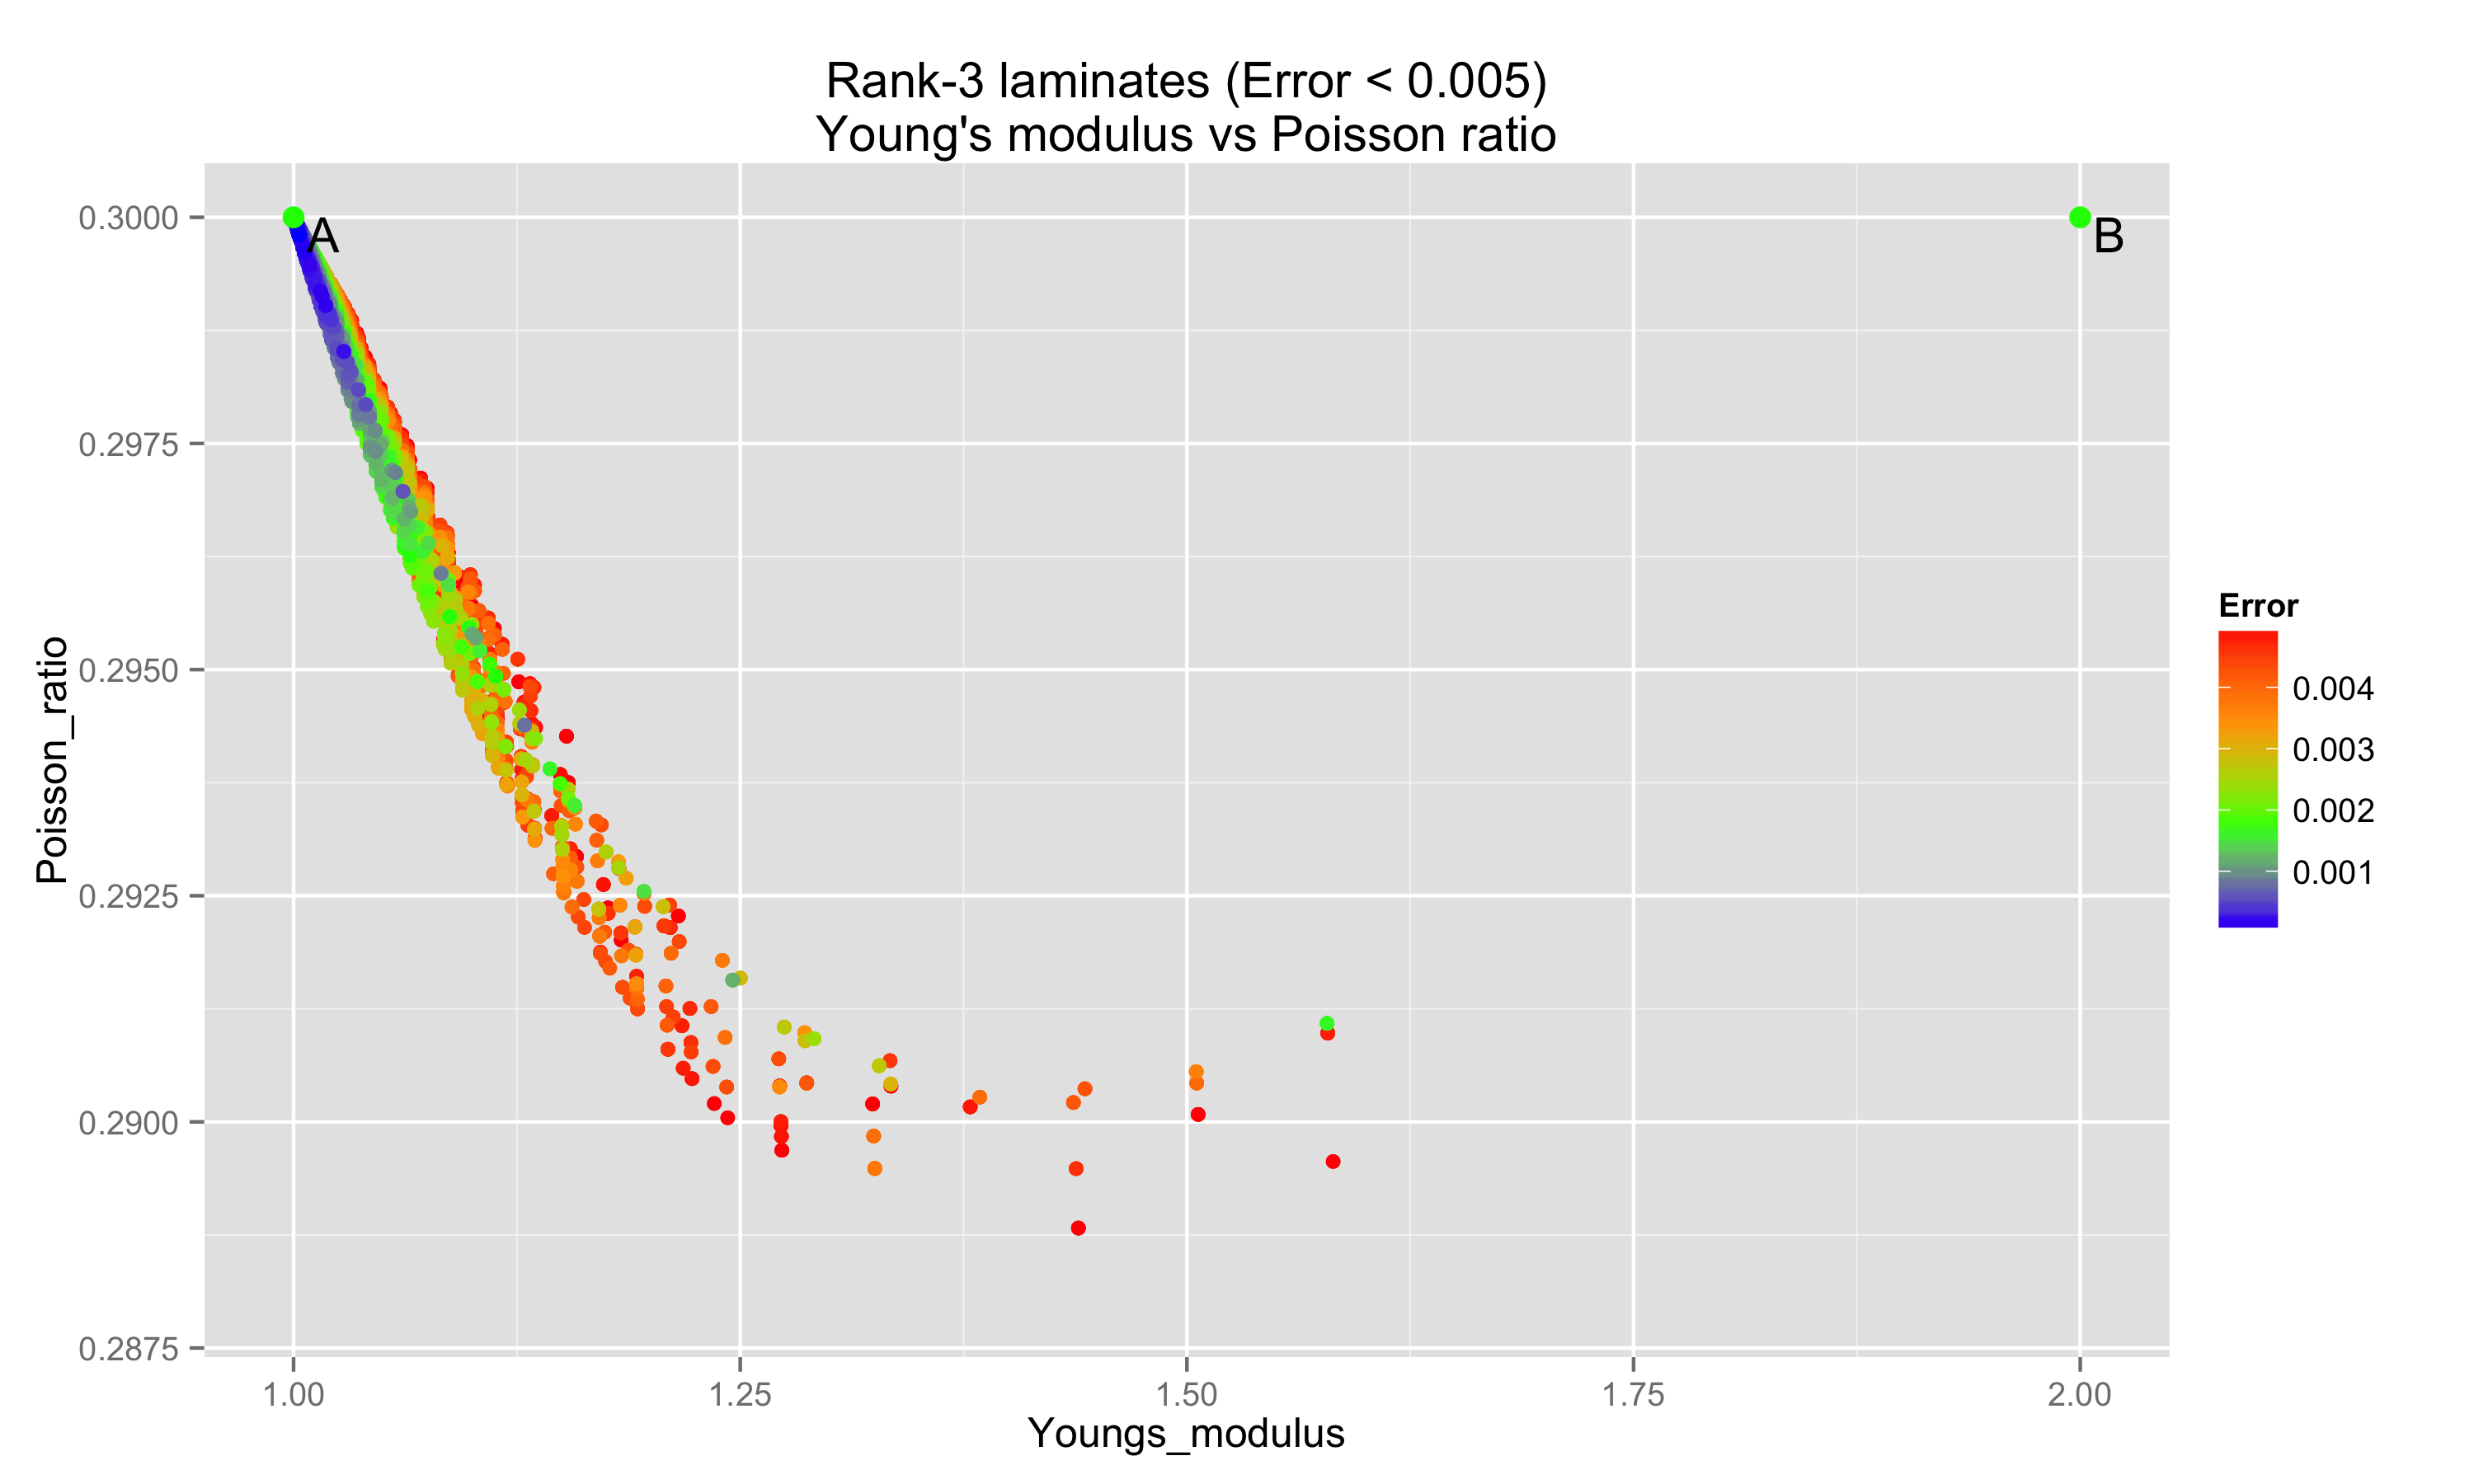 Rank-3 laminates (Error < 0.005)
Young's modulus vs Poisson ratio
0.3000
0.2975
0.2950
0.2925
0.2900
0.2875
Poisson_ratio
A
B
1.00
1.25
1.50
1.75
2.00
Youngs_modulus
Error
0.004
0.003
0.002
0.001